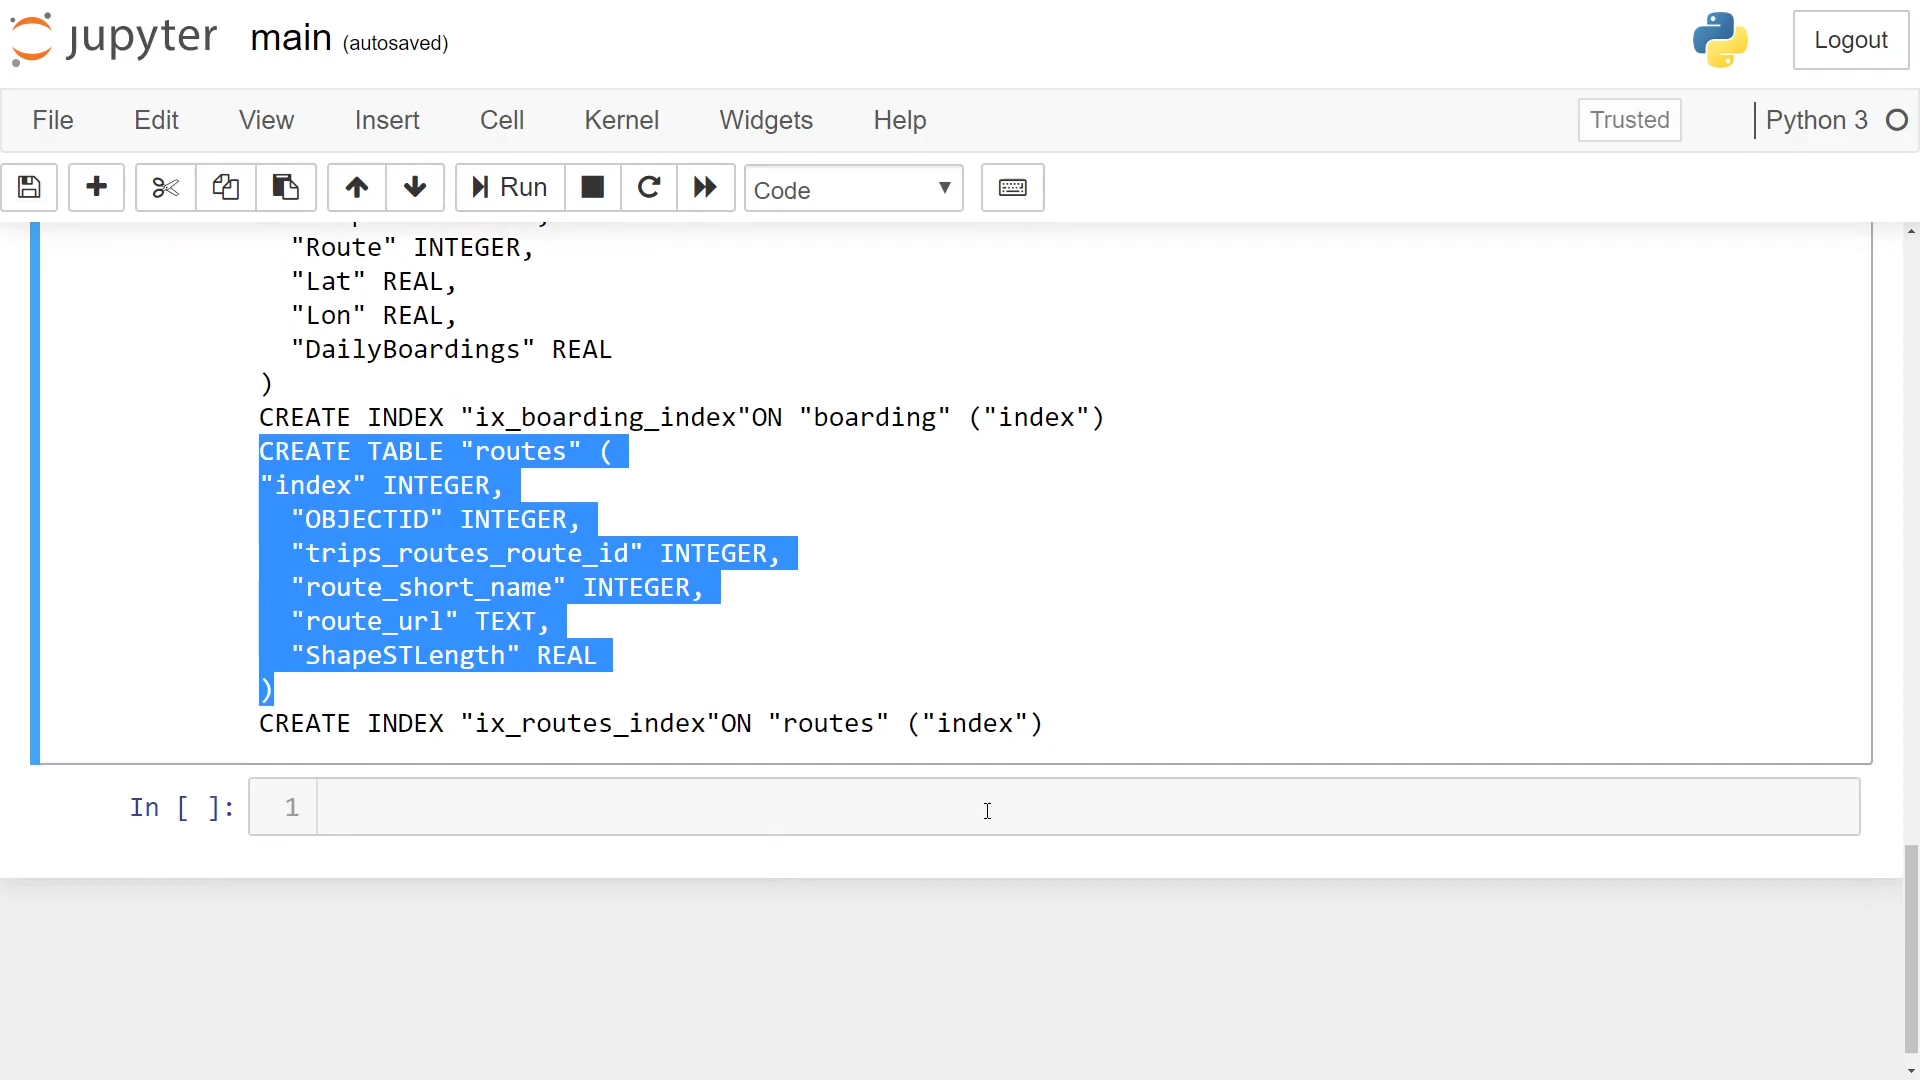 jupyter main (autosaved) Logout
File Edit View Insert Cell Kernel Widgets Help Trusted Python 3
Run Code
"Route" INTEGER,
"Lat" REAL,
"Lon" REAL,
"DailyBoardings" REAL
)
CREATE INDEX "ix_boarding_index"ON "boarding" ("index")
CREATE TABLE "routes" (
"index" INTEGER,
"OBJECTID" INTEGER,
"trips_routes_route_id" INTEGER,
"route_short_name" INTEGER,
"route_url" TEXT,
"ShapeSTLength" REAL
)
CREATE INDEX "ix_routes_index"ON "routes" ("index")
In [ ]: 1